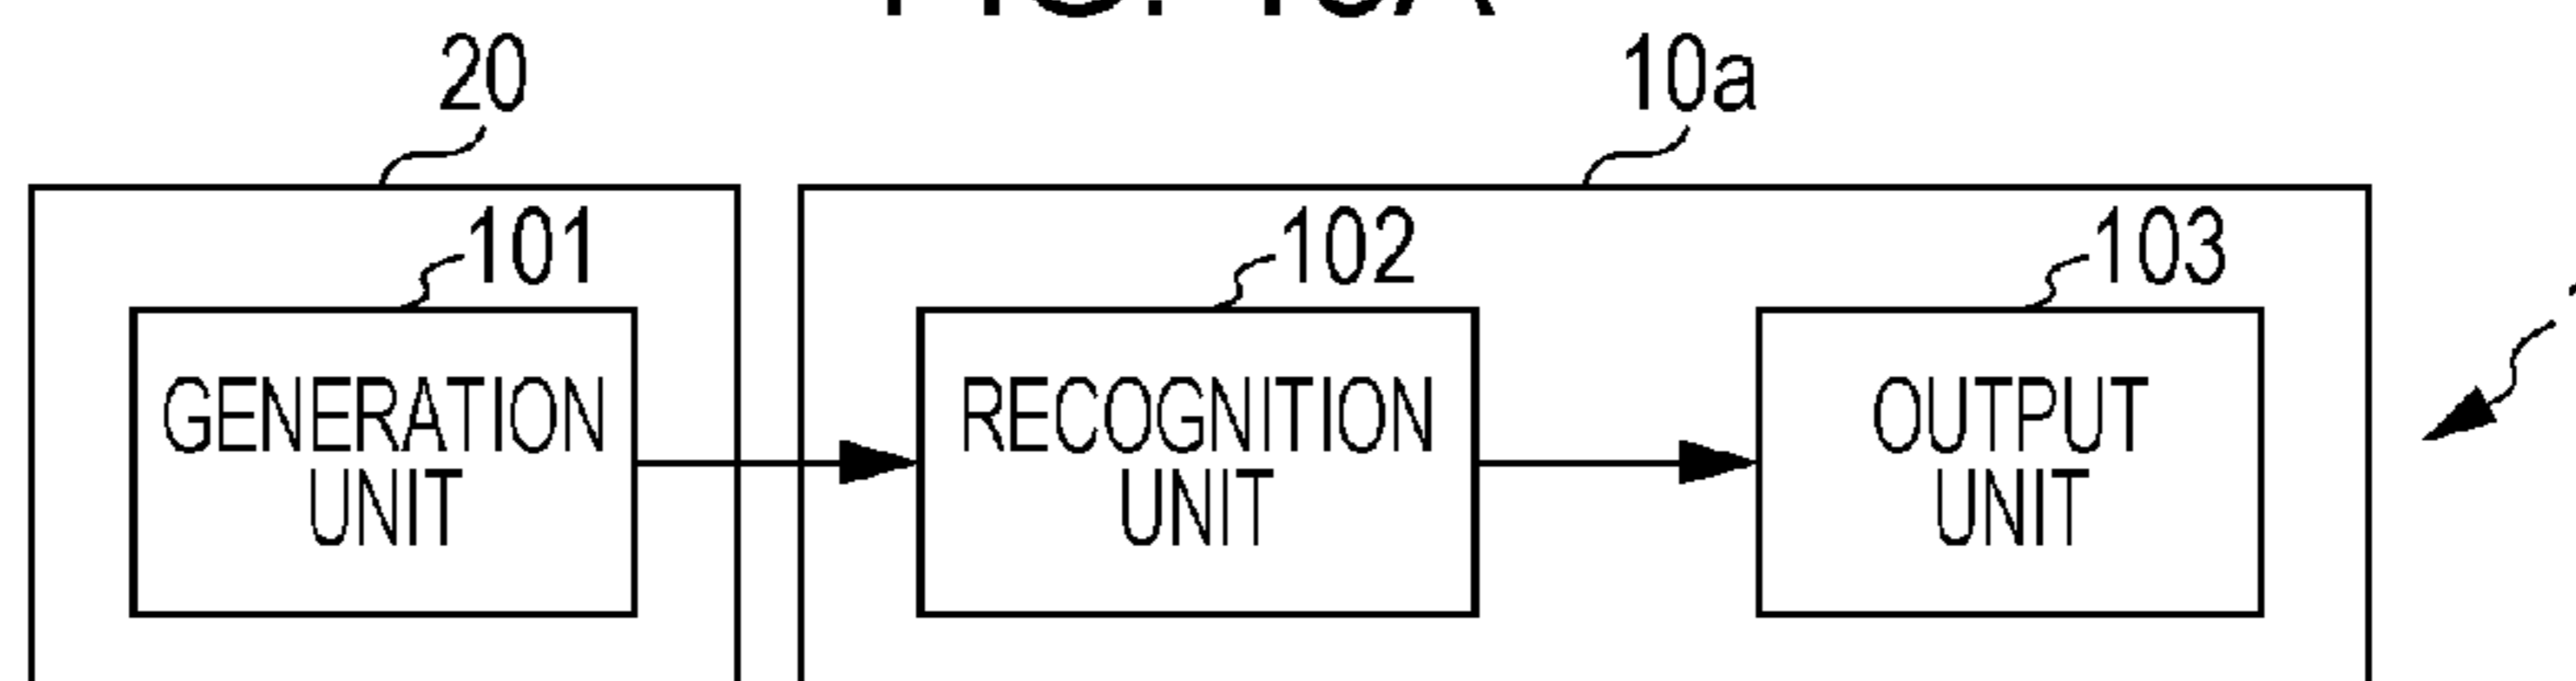 20
10a
101
102
103
GENERATION
UNIT
RECOGNITION
UNIT
OUTPUT
UNIT